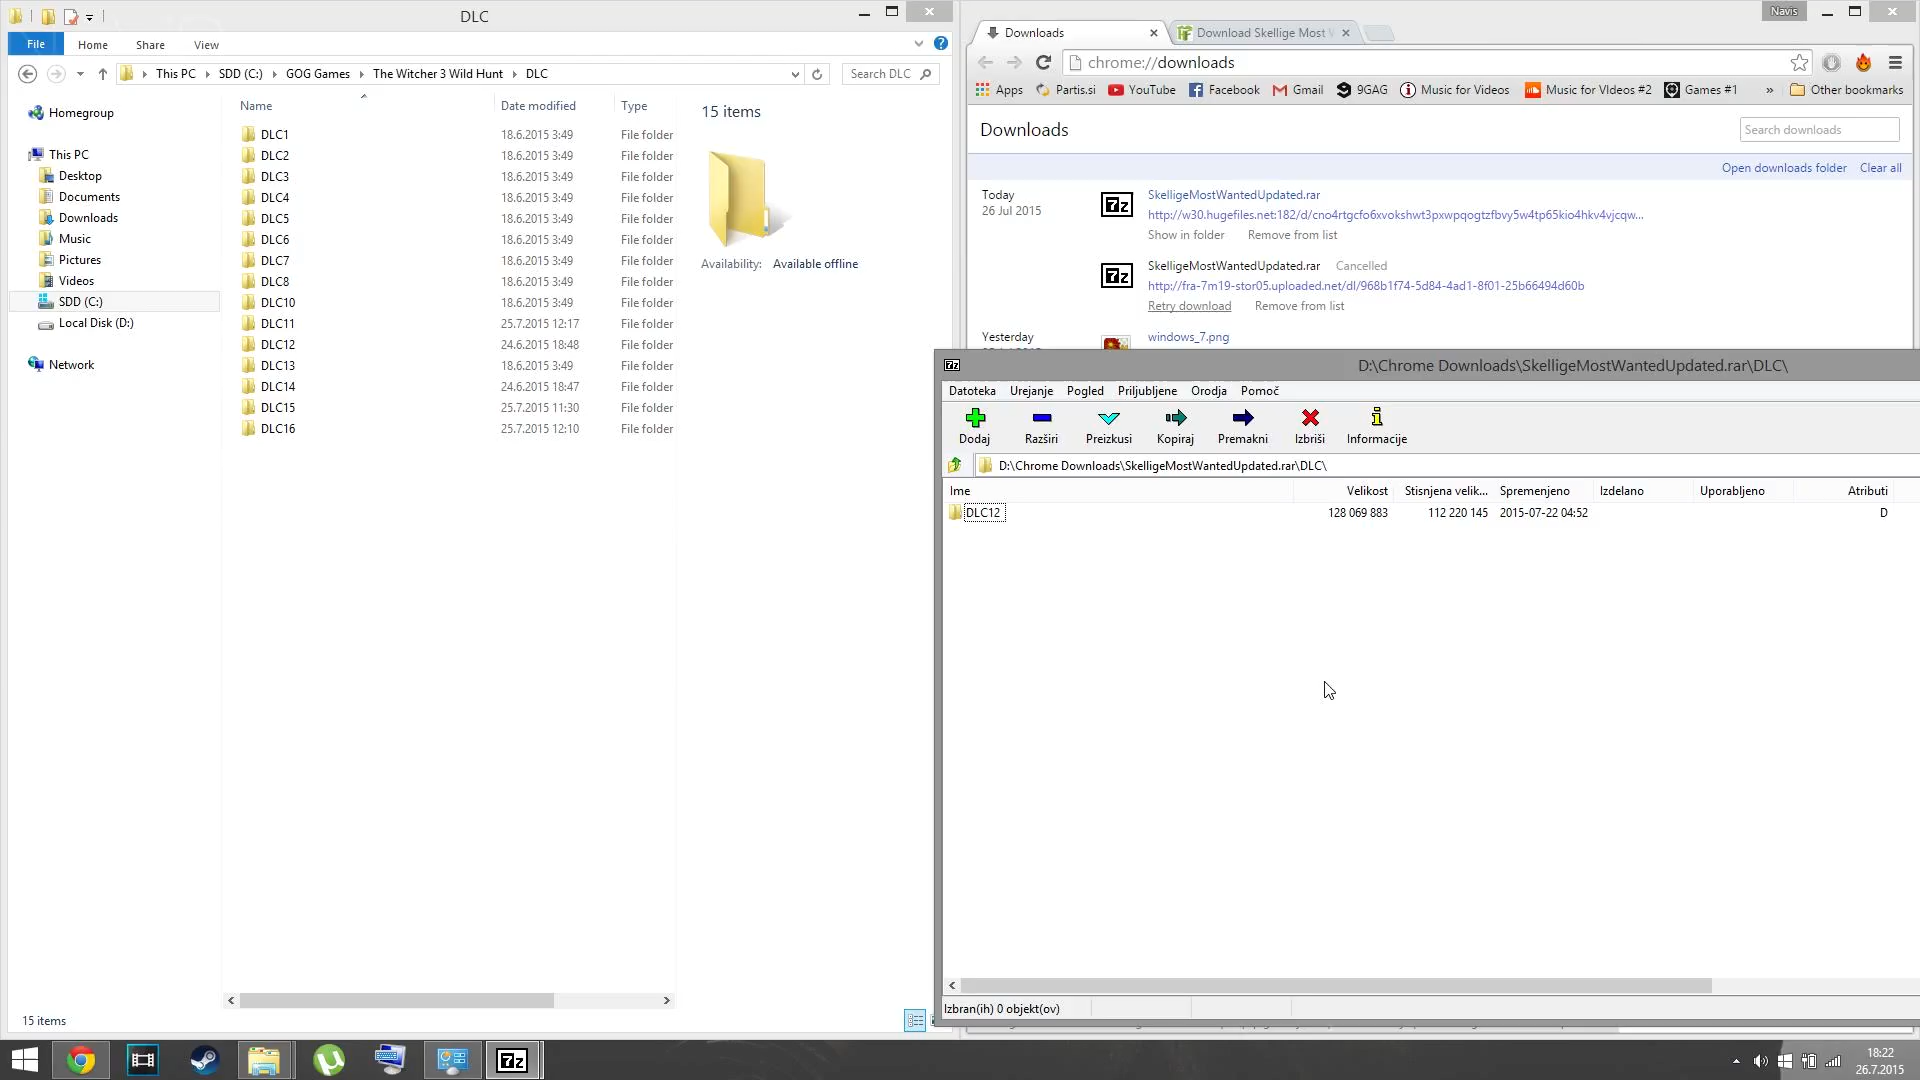 DLC
File
Home
Share
View
This PC
SDD (C:)
GOG Games
The Witcher 3 Wild Hunt
DLC
Search DLC
Name
Date modified
Type
Homegroup
This PC
Desktop
Documents
Downloads
Music
Pictures
Videos
SDD (C:)
Local Disk (D:)
Network
DLC1 18.6.2015 3:49 File folder
DLC2 18.6.2015 3:49 File folder
DLC3 18.6.2015 3:49 File folder
DLC4 18.6.2015 3:49 File folder
DLC5 18.6.2015 3:49 File folder
DLC6 18.6.2015 3:49 File folder
DLC7 18.6.2015 3:49 File folder
DLC8 18.6.2015 3:49 File folder
DLC10 18.6.2015 3:49 File folder
DLC11 25.7.2015 12:17 File folder
DLC12 24.6.2015 18:48 File folder
DLC13 18.6.2015 3:49 File folder
DLC14 24.6.2015 18:47 File folder
DLC15 25.7.2015 11:30 File folder
DLC16 25.7.2015 12:10 File folder
15 items
Availability: Available offline
15 items
Navis
Downloads
Download Skellige Most
chrome://downloads
Apps
Partis.si
YouTube
Facebook
Gmail
9GAG
Music for Videos
Music for VIdeos #2
Games #1
»
Other bookmarks
Downloads
Search downloads
Open downloads folder
Clear all
Today
26 Jul 2015
SkelligeMostWantedUpdated.rar
http://w30.hugefiles.net:182/d/cno4rtgcfo6xvokshwt3pxwpqogtzfbvy5w4tp65kio4hkv4vjcqw...
Show in folder
Remove from list
SkelligeMostWantedUpdated.rar Cancelled
http://fra-7m19-stor05.uploaded.net/dl/968b1f74-5d84-4ad1-8f01-25b66494d60b
Retry download
Remove from list
Yesterday
windows_7.png
7z
D:\Chrome Downloads\SkelligeMostWantedUpdated.rar\DLC\
Datoteka
Urejanje
Pogled
Priljubljene
Orodja
Pomoč
Dodaj
Razširi
Preizkusi
Kopiraj
Premakni
Izbriši
Informacije
D:\Chrome Downloads\SkelligeMostWantedUpdated.rar\DLC\
Ime
Velikost
Stisnjena velik...
Spremenjeno
Izdelano
Uporabljeno
Atributi
DLC12 128 069 883 112 220 145 2015-07-22 04:52 D
Izbran(ih) 0 objekt(ov)
7z
18:22
26.7.2015